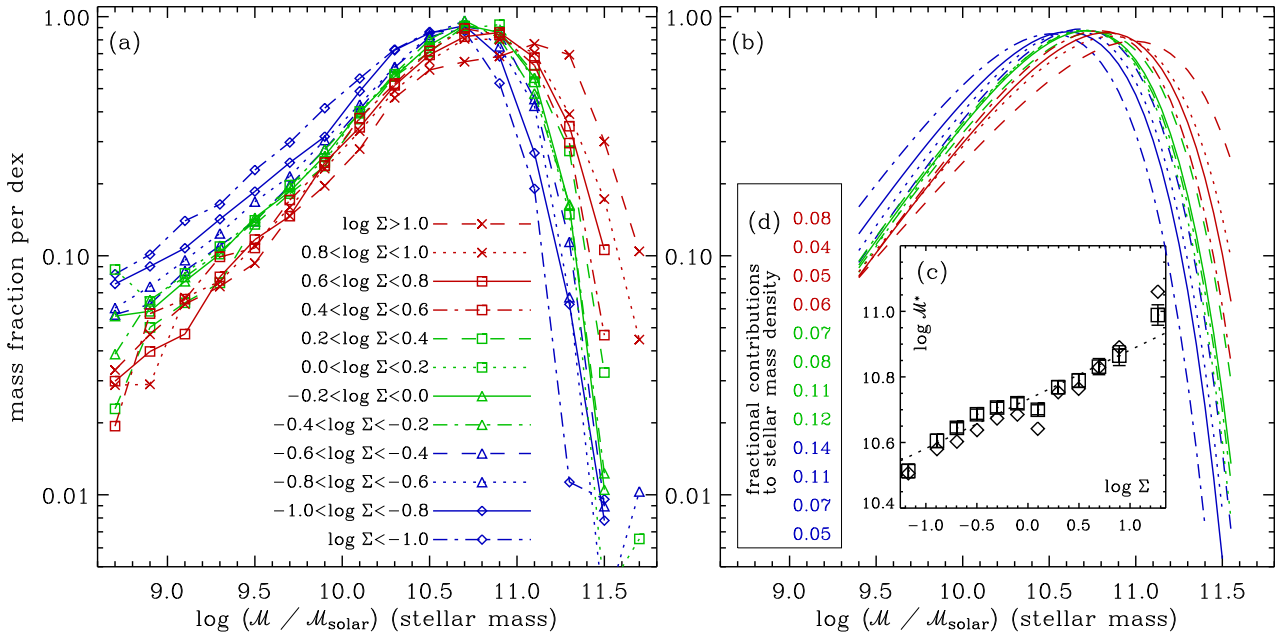 (a)
1.00
0.10
0.01
mass fraction per dex
log Σ>1.0
0.8<log Σ<1.0
0.6<log Σ<0.8
0.4<log Σ<0.6
0.2<log Σ<0.4
0.0<log Σ<0.2
−0.2<log Σ<0.0
−0.4<log Σ<−0.2
−0.6<log Σ<−0.4
−0.8<log Σ<−0.6
−1.0<log Σ<−0.8
log Σ<−1.0
9.0 9.5 10.0 10.5 11.0 11.5
log (ℳ / ℳsolar) (stellar mass)
(b)
1.00
0.10
0.01
(d)
fractional contributions
to stellar mass density
0.08
0.04
0.05
0.06
0.07
0.08
0.11
0.12
0.14
0.11
0.07
0.05
(c)
log ℳ*
11.0
10.8
10.6
10.4
log Σ
−1.0 −0.5 0.0 0.5 1.0
9.0 9.5 10.0 10.5 11.0 11.5
log (ℳ / ℳsolar) (stellar mass)